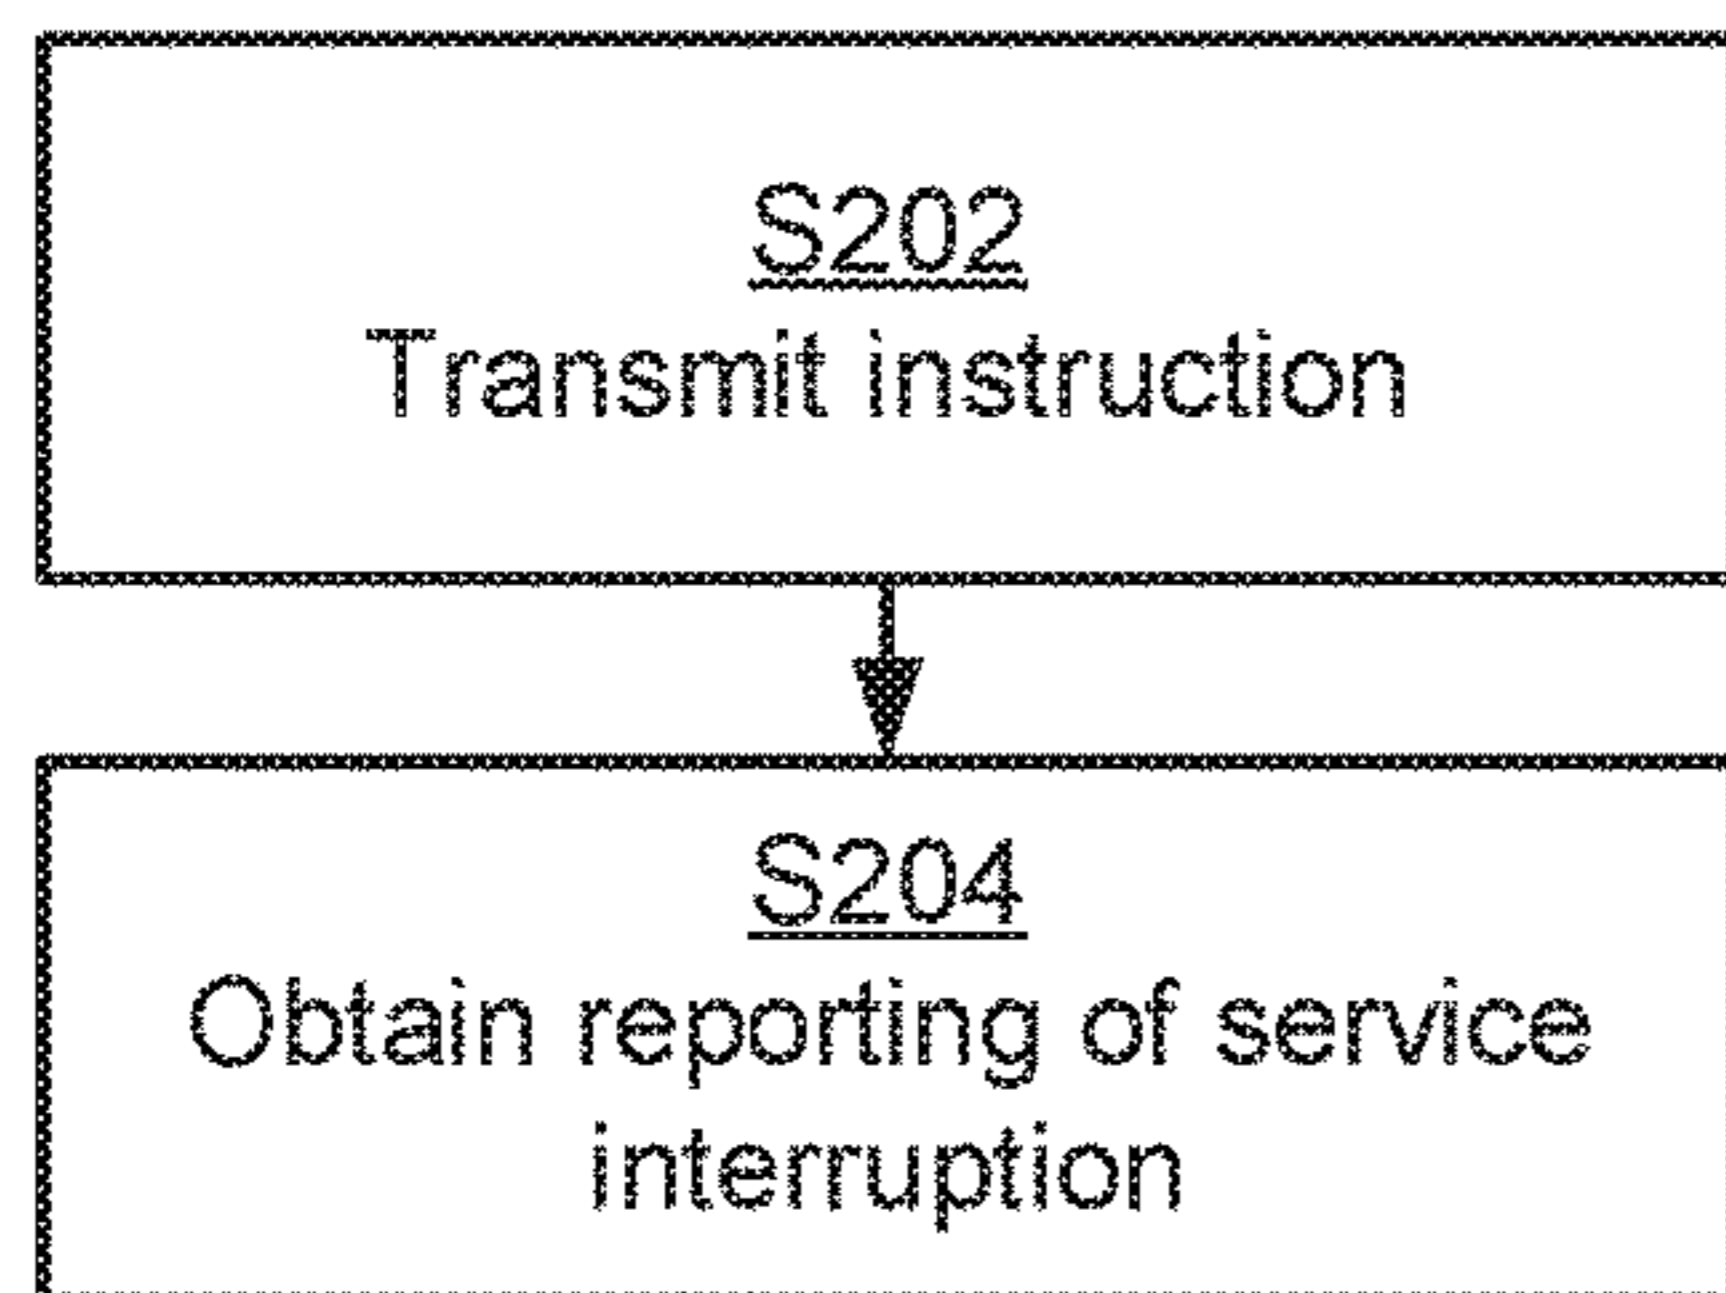 S202
Transmit instruction
S204
Obtain reporting of service
interruption